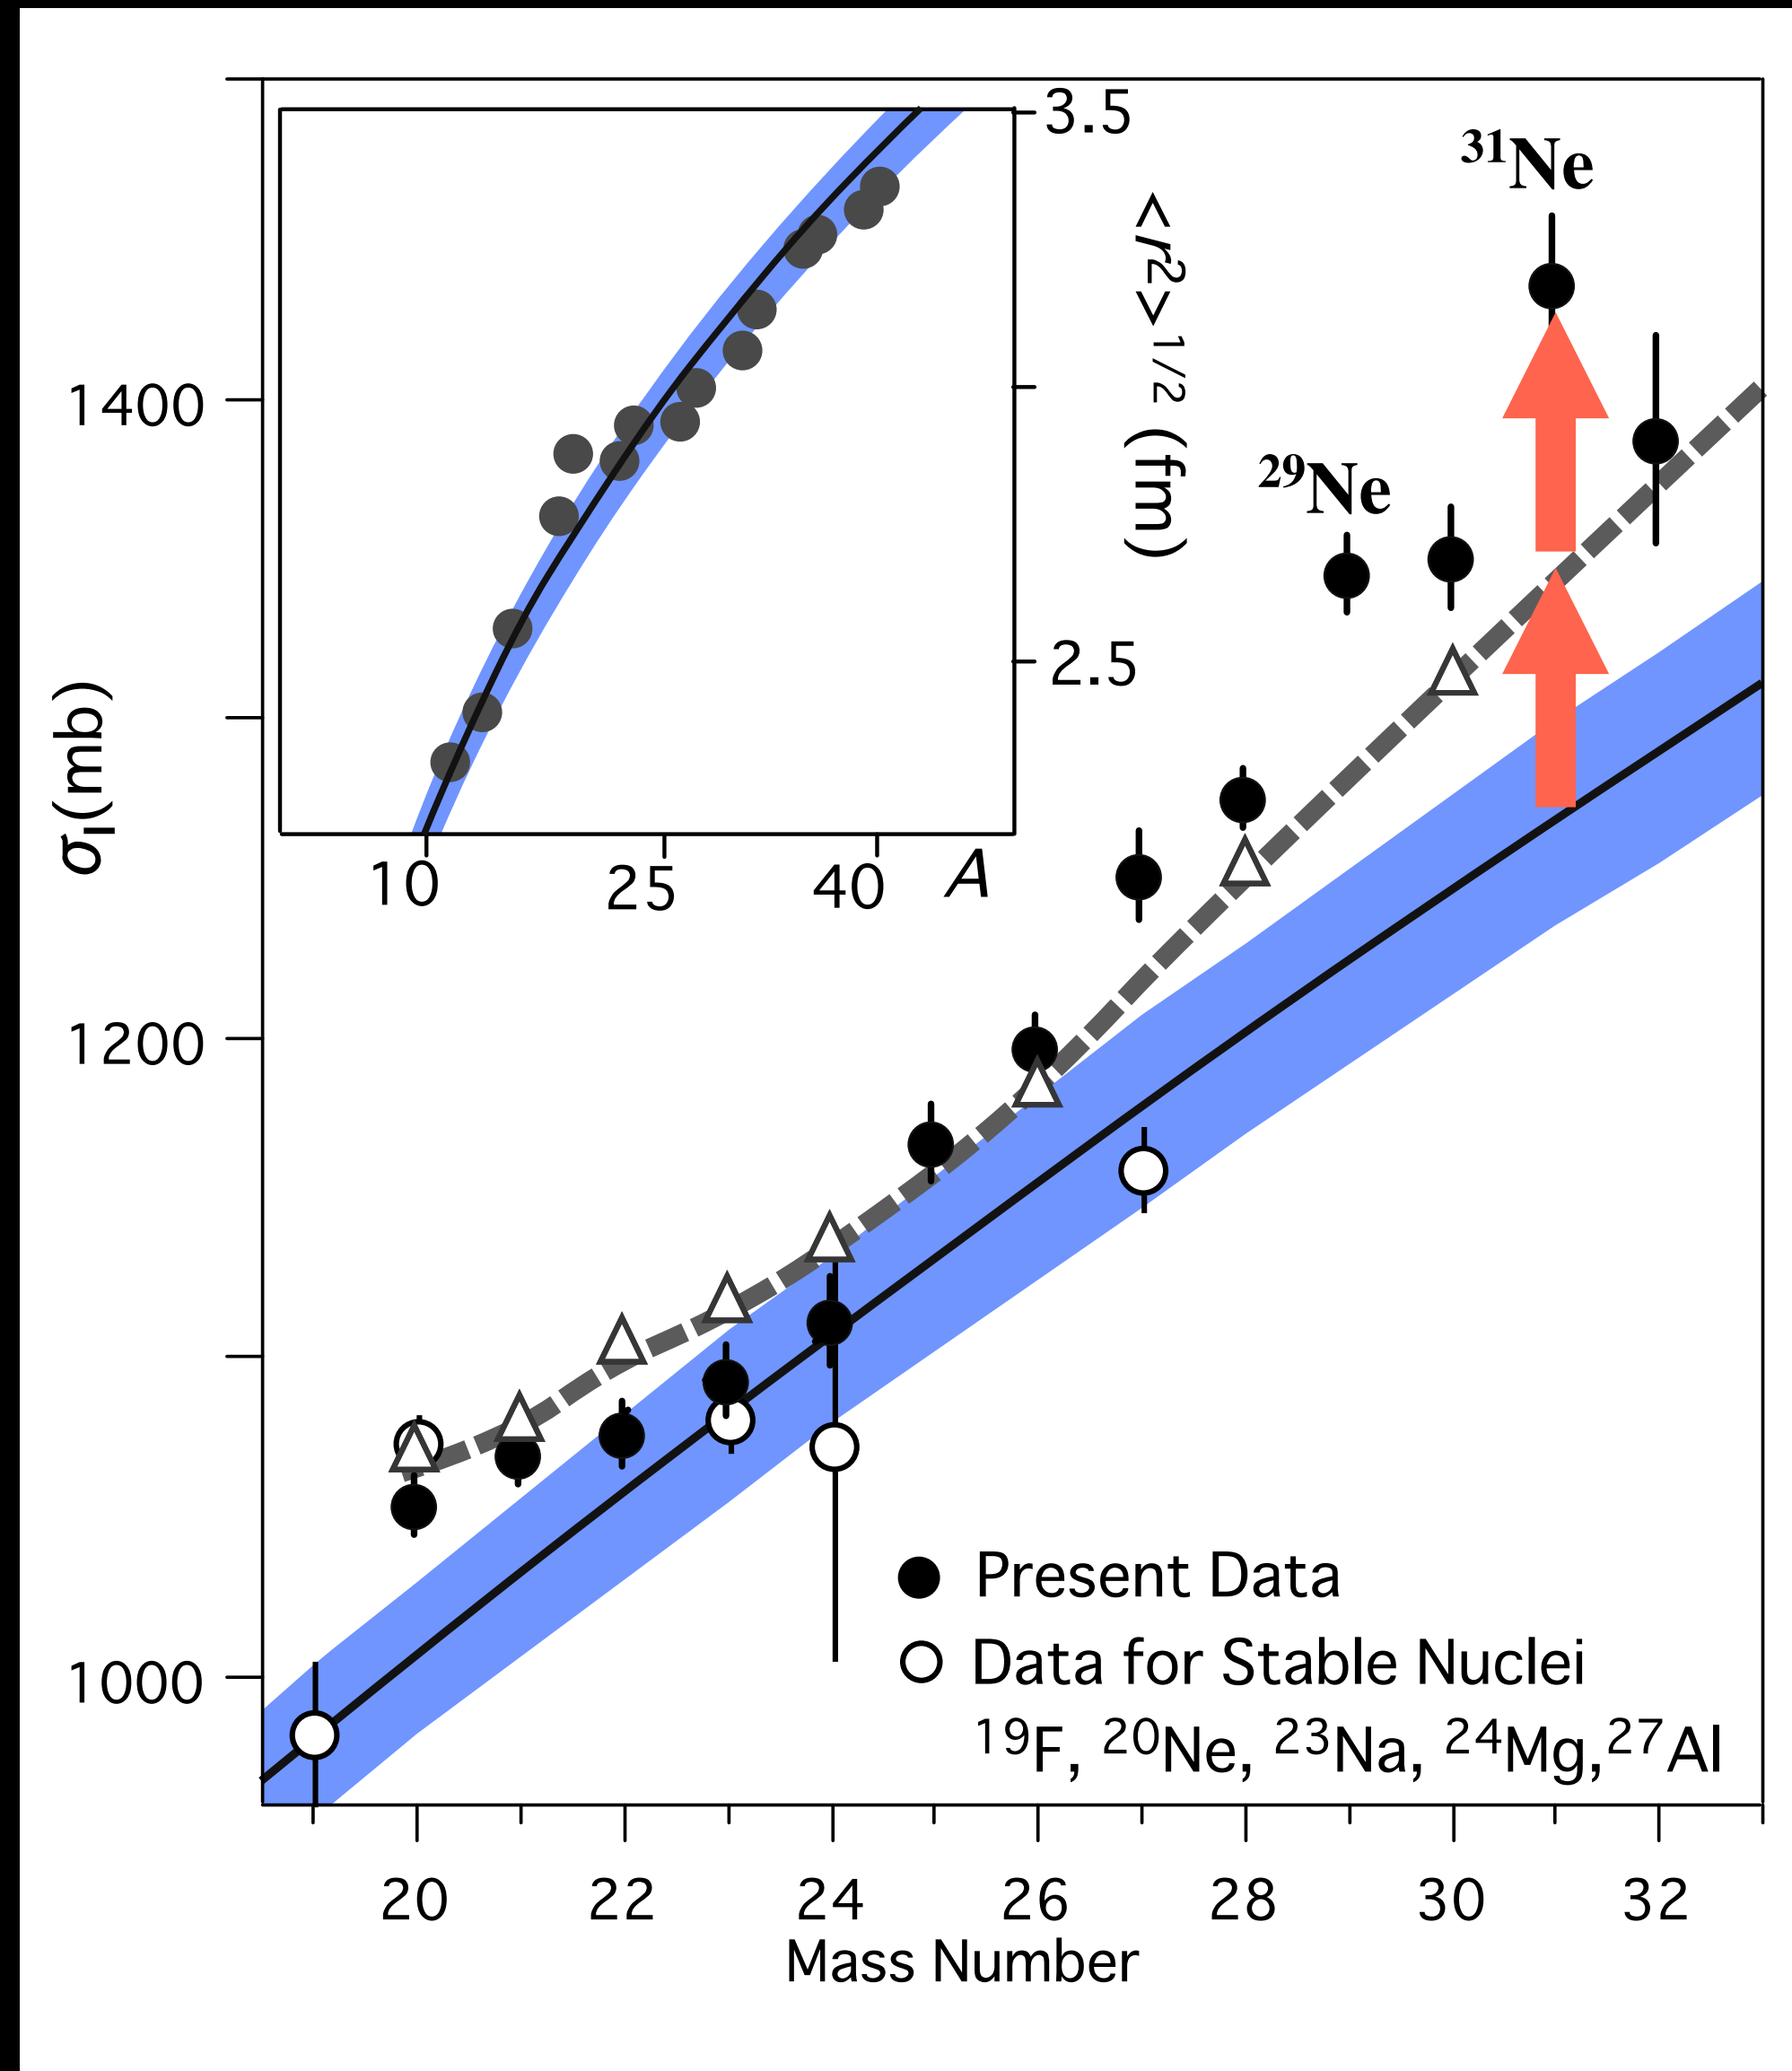 3.5
³¹Ne
<r²>¹/² (fm)
1400
²⁹Ne
2.5
σI(mb)
10 25 40 A
1200
Present Data
Data for Stable Nuclei
1000
¹⁹F, ²⁰Ne, ²³Na, ²⁴Mg,²⁷Al
20 22 24 26 28 30 32
Mass Number